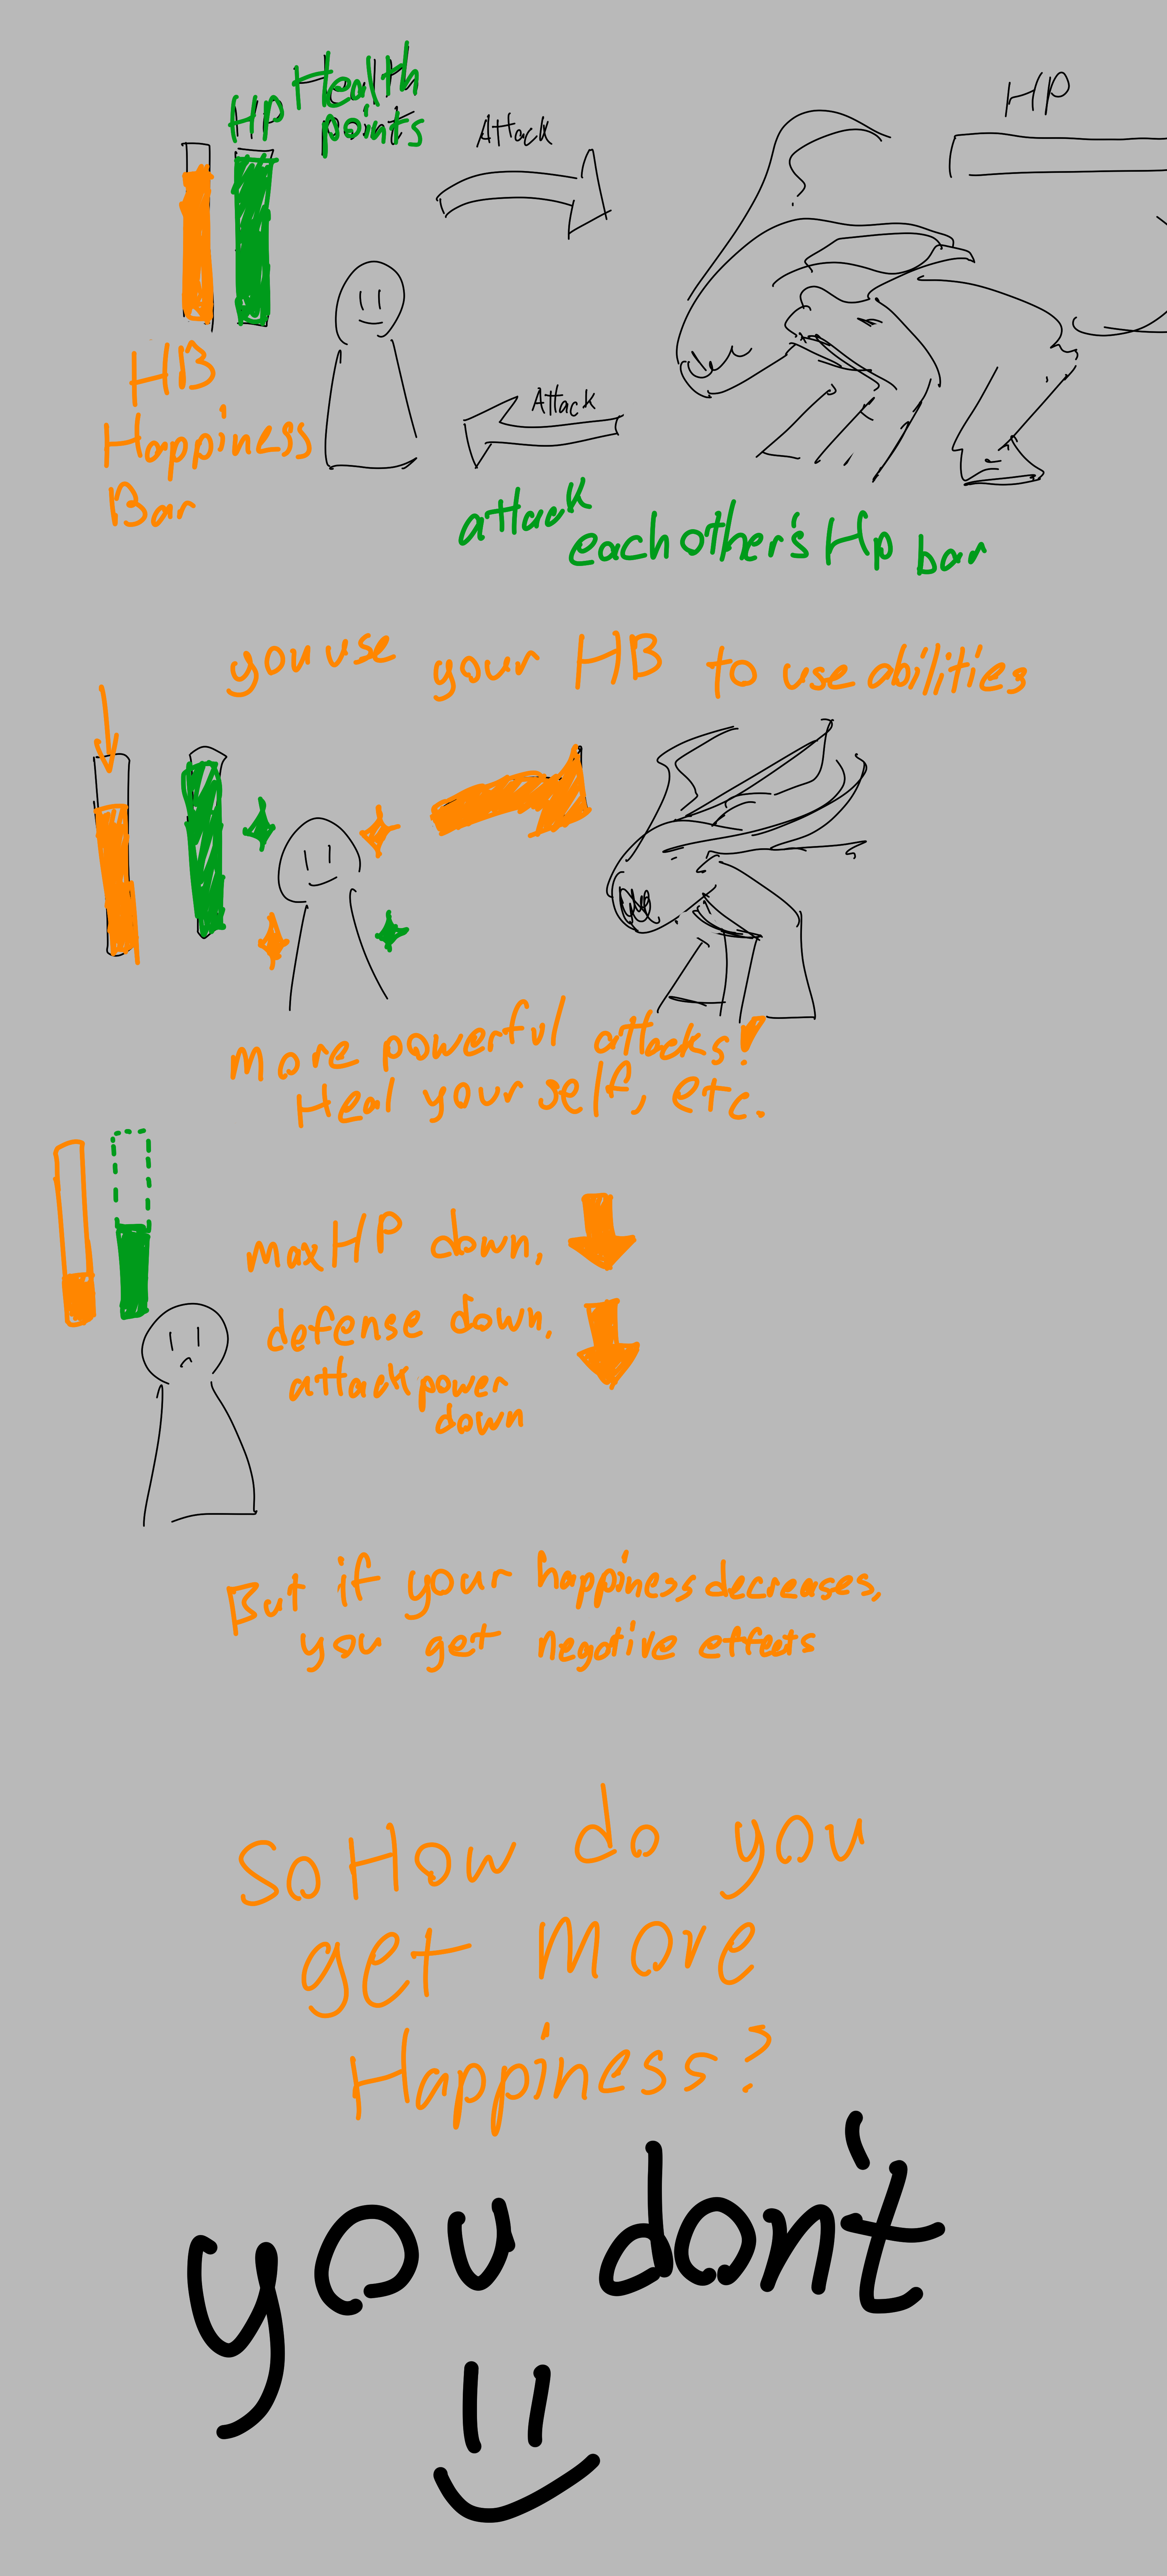 HP Health
points
HP
Attack
HB
Happiness
Bar
Attack
attack
each other's Hp bar
you use your HB to use abilities
More powerful attacks!
Heal your self, etc.
max HP down,
defense down,
attack power
down
But if your happiness decreases,
you get negative effects
So How do you
get More
Happiness?
you don't